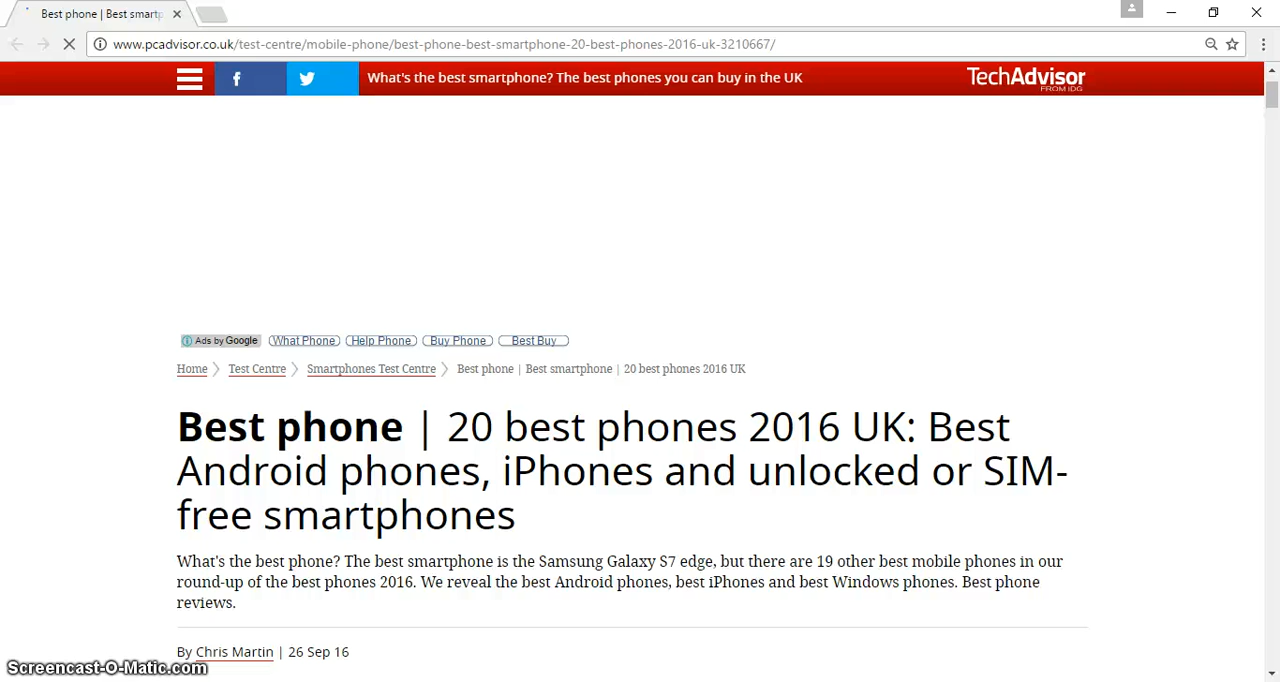 Best phone | Best smartp
www.pcadvisor.co.uk/test-centre/mobile-phone/best-phone-best-smartphone-20-best-phones-2016-uk-3210667/
What's the best smartphone? The best phones you can buy in the UK
TechAdvisor
FROM IDG
Ads by Google What Phone Help Phone Buy Phone Best Buy
Home Test Centre Smartphones Test Centre Best phone | Best smartphone | 20 best phones 2016 UK
Best phone | 20 best phones 2016 UK: Best
Android phones, iPhones and unlocked or SIM-
free smartphones
What's the best phone? The best smartphone is the Samsung Galaxy S7 edge, but there are 19 other best mobile phones in our
round-up of the best phones 2016. We reveal the best Android phones, best iPhones and best Windows phones. Best phone
reviews.
By Chris Martin | 26 Sep 16
Screencast-O-Matic.com